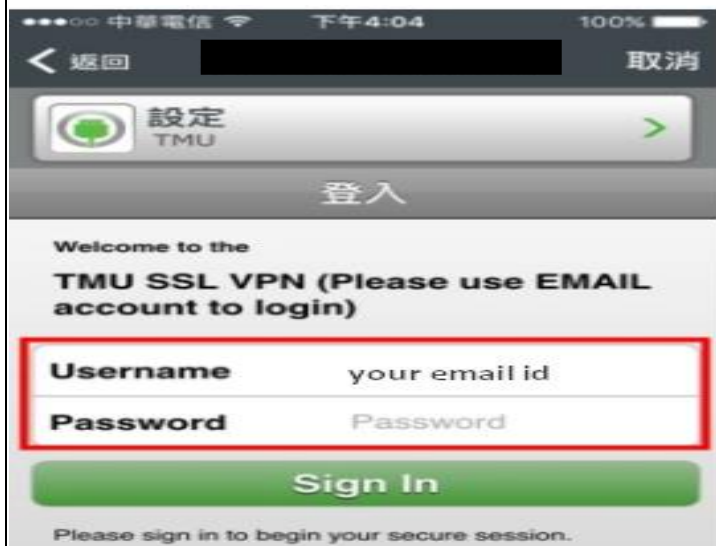 中華電信 下午4:04 100%
返回 取消
設定
TMU
登入
Welcome to the
TMU SSL VPN (Please use EMAIL
account to login)
Username your email id
Password Password
Sign In
Please sign in to begin your secure session.